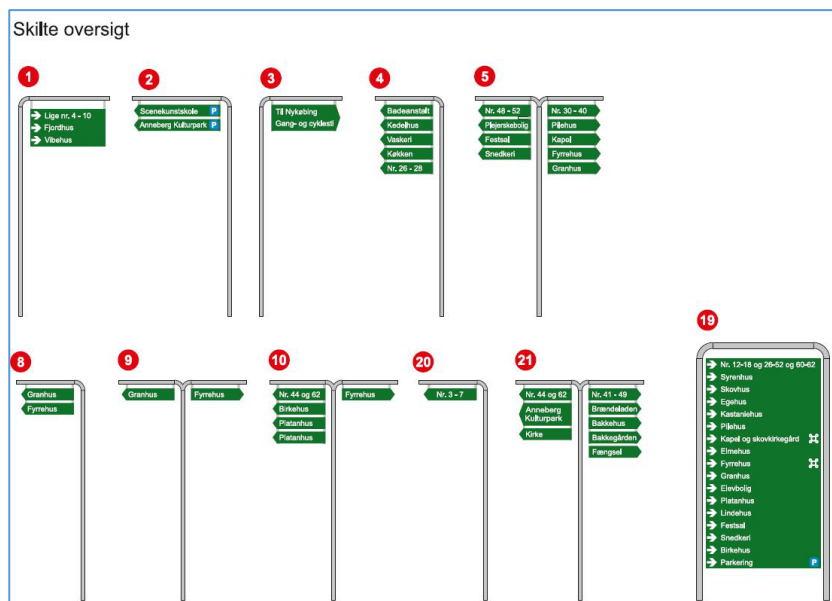 Skilte oversigt
1
Lige nr. 4 - 10
Fjordhus
Vibehus
2
Scenekunstskole P
Anneberg Kulturpark P
3
Til Nykøbing
Gang- og cyklesti
4
Badeanstalt
Kedelhus
Vaskeri
Køkken
Nr. 26 - 28
5
Nr. 48 - 52
Plejerskebolig
Festsal
Snedkeri
Nr. 30 - 40
Pilehus
Kapel
Fyrrehus
Granhus
8
Granhus
Fyrrehus
9
Granhus
Fyrrehus
10
Nr. 44 og 62
Birkehus
Platanhus
Platanhus
Fyrrehus
20
Nr. 3 - 7
21
Nr. 44 og 62
Anneberg
Kulturpark
Kirke
Nr. 41 - 49
Brændeladen
Bakkehus
Bakkegården
Fængsel
19
Nr. 12-18 og 26-52 og 60-62
Syrenhus
Skovhus
Egehus
Kastaniehus
Pilehus
Kapel og skovkirkegård
Elmehus
Fyrrehus
Granhus
Elevbolig
Platanhus
Lindehus
Festsal
Snedkeri
Birkehus
Parkering P